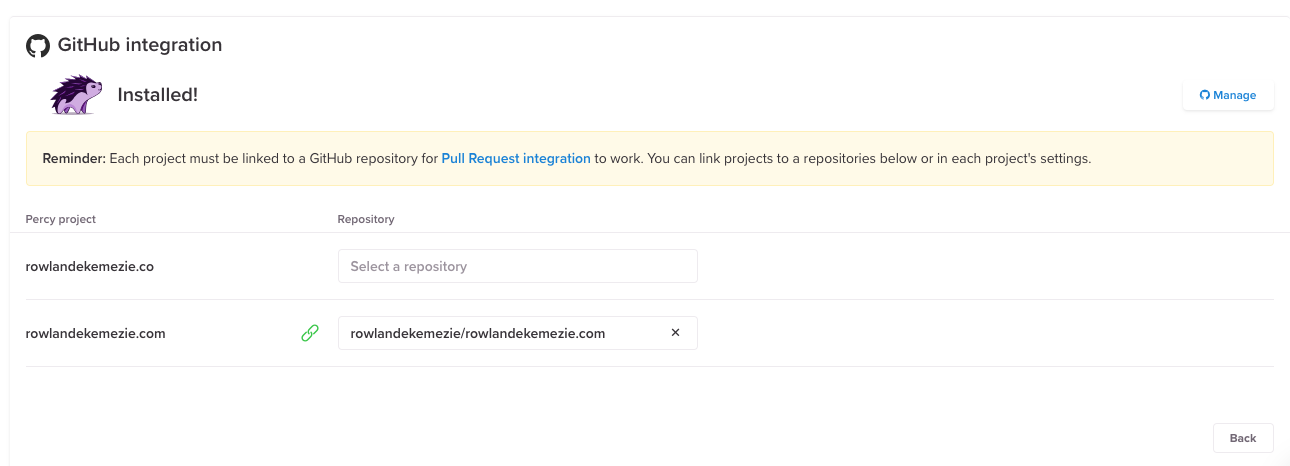 GitHub integration
Installed!
Manage
Reminder: Each project must be linked to a GitHub repository for Pull Request integration to work. You can link projects to a repositories below or in each project's settings.
Percy project Repository
rowlandekemezie.co Select a repository
rowlandekemezie.com rowlandekemezie/rowlandekemezie.com ×
Back